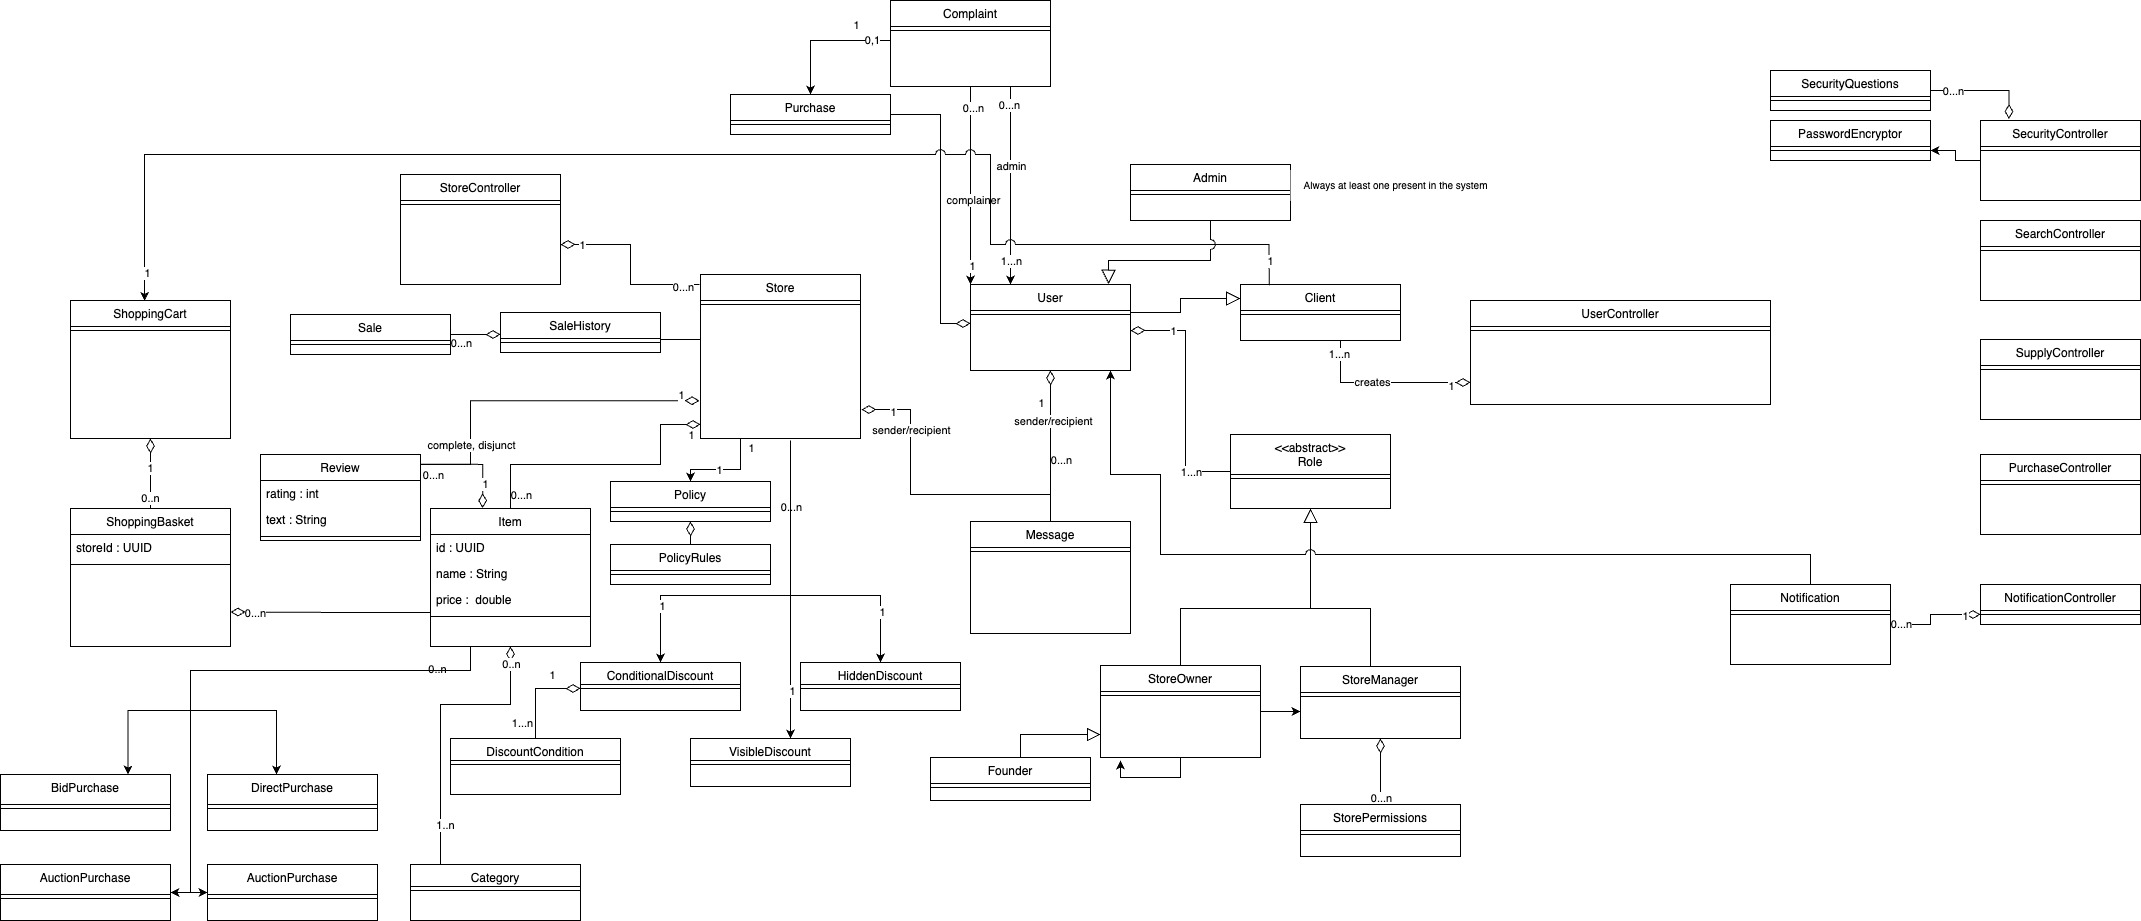 Complaint
1
0,1
Purchase
0...n
0...n
admin
complainer
1
1...n
Admin
Always at least one present in the system
SecurityQuestions
0...n
PasswordEncryptor
SecurityController
SearchController
SupplyController
PurchaseController
NotificationController
StoreController
1
0...n
Store
1
ShoppingCart
Sale
0...n
SaleHistory
User
1
Client
UserController
1...n
creates
1
1
1
1
1
sender/recipient
1
sender/recipient
0...n
1
1...n
<<abstract>>
Role
complete, disjunct
Review
rating : int
text : String
0...n
1
0...n
1
1
Policy
PolicyRules
0...n
1
0..n
ShoppingBasket
storeId : UUID
0...n
Item
id : UUID
name : String
price : double
Message
1
1
Notification
0...n
1
0..n
0..n
1
ConditionalDiscount
HiddenDiscount
1
1...n
DiscountCondition
VisibleDiscount
StoreOwner
StoreManager
Founder
0...n
StorePermissions
BidPurchase
DirectPurchase
1..n
AuctionPurchase
AuctionPurchase
Category